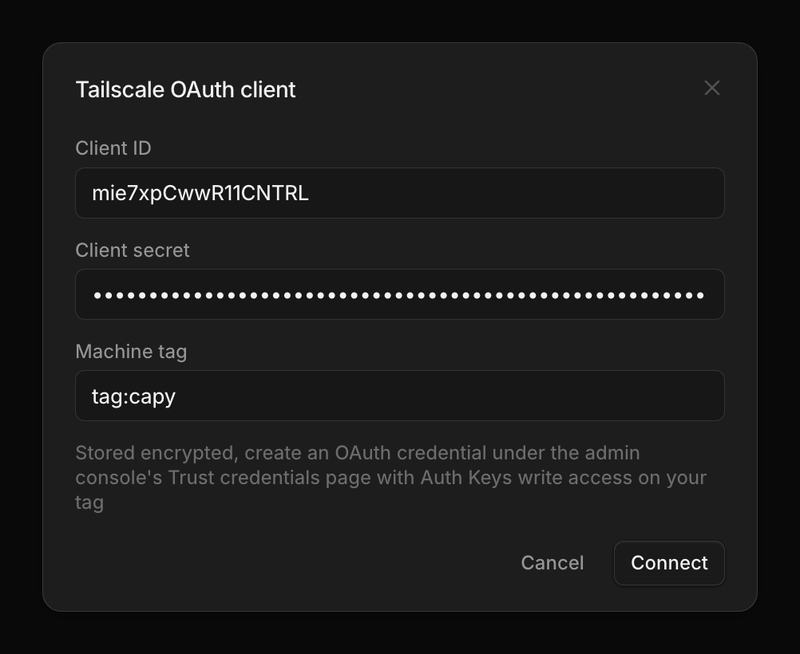 Tailscale OAuth client
Client ID
mie7xpCwwR11CNTRL
Client secret
•••••••••••••••••••••••••••••••••••••••••••••••••••••••
Machine tag
tag:capy
Stored encrypted, create an OAuth credential under the admin
console's Trust credentials page with Auth Keys write access on your
tag
Cancel
Connect